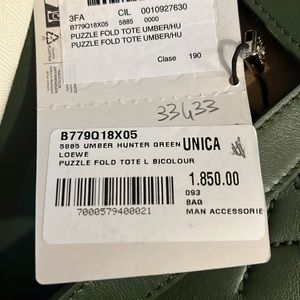 3FA CIL 0010927630
B779Q18X05 5885 0000
PUZZLE FOLD TOTE UMBER/HU
PUZZLE FOLD TOTE UMBER/HU
Clase 190
33433
B779Q18X05
5885 UMBER HUNTER GREEN UNICA
LOEWE
PUZZLE FOLD TOTE L BICOLOUR
1.850.00
093
BAG
MAN ACCESSORIE
7000579400021